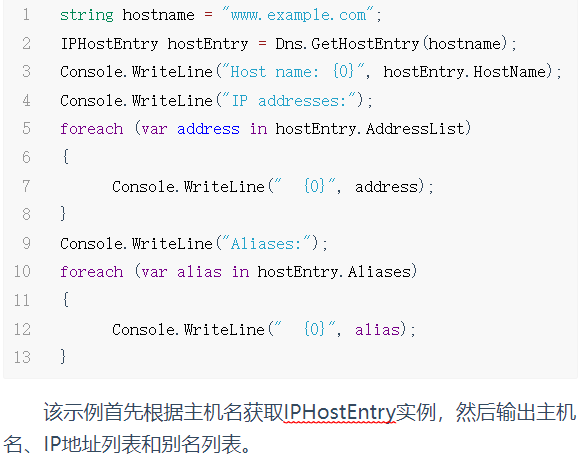 1 string hostname = "www.example.com";
2 IPHostEntry hostEntry = Dns.GetHostEntry(hostname);
3 Console.WriteLine("Host name: {0}", hostEntry.HostName);
4 Console.WriteLine("IP addresses:");
5 foreach (var address in hostEntry.AddressList)
6 {
7 Console.WriteLine("  {0}", address);
8 }
9 Console.WriteLine("Aliases:");
10 foreach (var alias in hostEntry.Aliases)
11 {
12 Console.WriteLine("  {0}", alias);
13 }
该示例首先根据主机名获取IPHostEntry实例，然后输出主机
名、IP地址列表和别名列表。